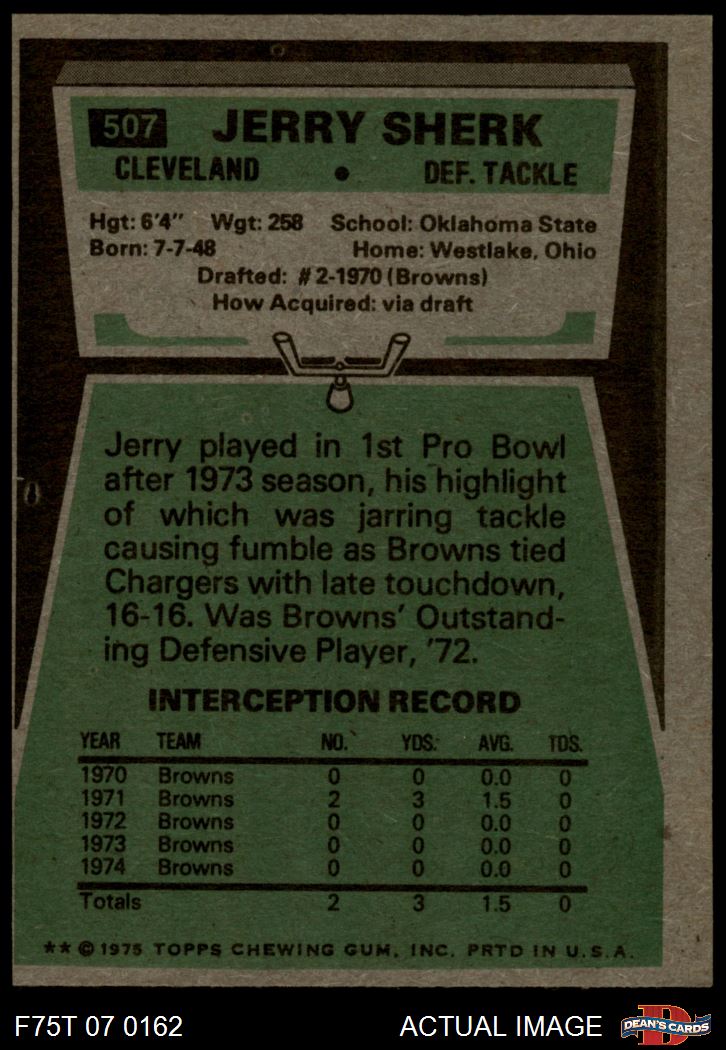 507 JERRY SHERK
CLEVELAND • DEF. TACKLE
Hgt: 6'4" Wgt: 258 School: Oklahoma State
Born: 7-7-48 Home: Westlake, Ohio
Drafted: #2-1970 (Browns)
How Acquired: via draft
Jerry played in 1st Pro Bowl
after 1973 season, his highlight
of which was jarring tackle
causing fumble as Browns tied
Chargers with late touchdown,
16-16. Was Browns' Outstand-
ing Defensive Player, '72.
INTERCEPTION RECORD
YEAR TEAM NO. YDS. AVG. TDS.
1970 Browns 0 0 0.0 0
1971 Browns 2 3 1.5 0
1972 Browns 0 0 0.0 0
1973 Browns 0 0 0.0 0
1974 Browns 0 0 0.0 0
Totals 2 3 1.5 0
** © 1975 TOPPS CHEWING GUM, INC. PRTD IN U.S.A.
F75T 07 0162 ACTUAL IMAGE D DEAN'S CARDS